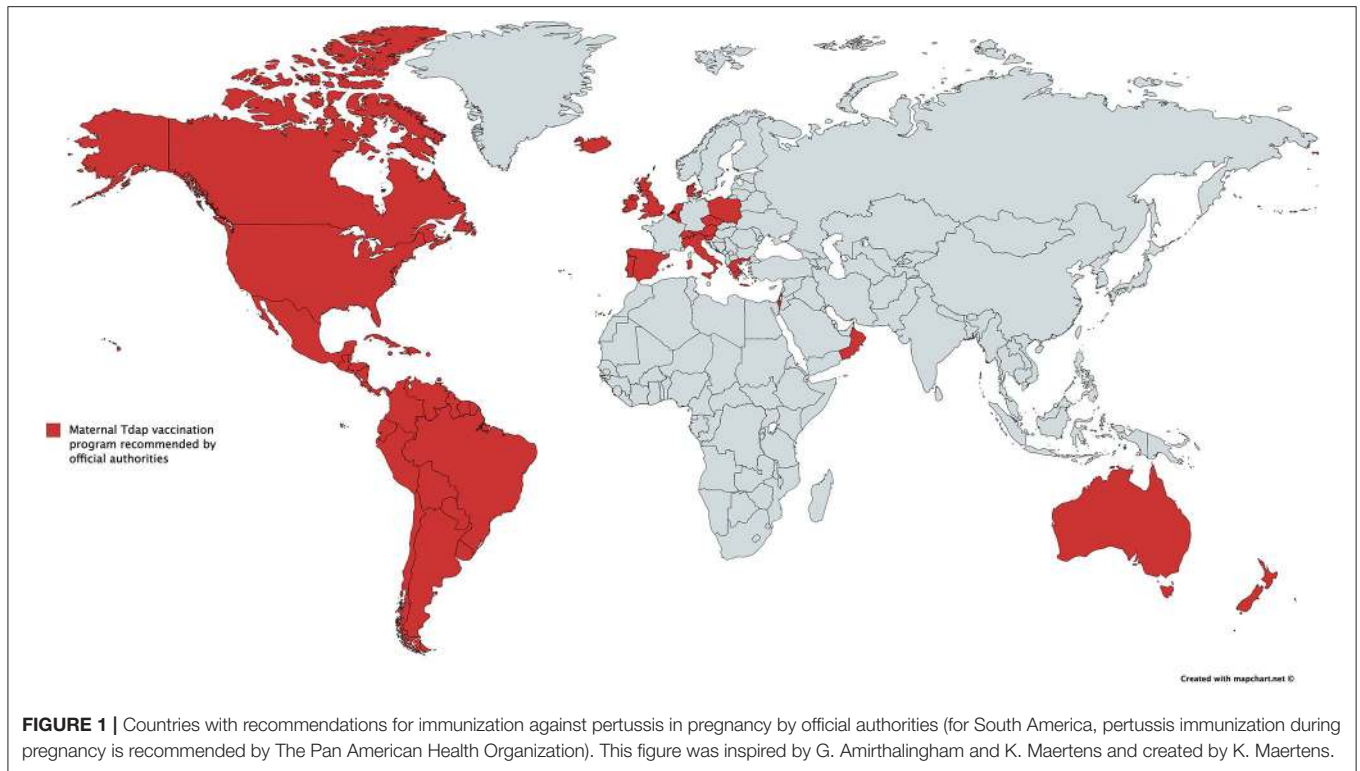 Maternal Tdap vaccination
program recommended by
official authorities
Created with mapchart.net ©
FIGURE 1 | Countries with recommendations for immunization against pertussis in pregnancy by official authorities (for South America, pertussis immunization during
pregnancy is recommended by The Pan American Health Organization). This figure was inspired by G. Amirthalingham and K. Maertens and created by K. Maertens.